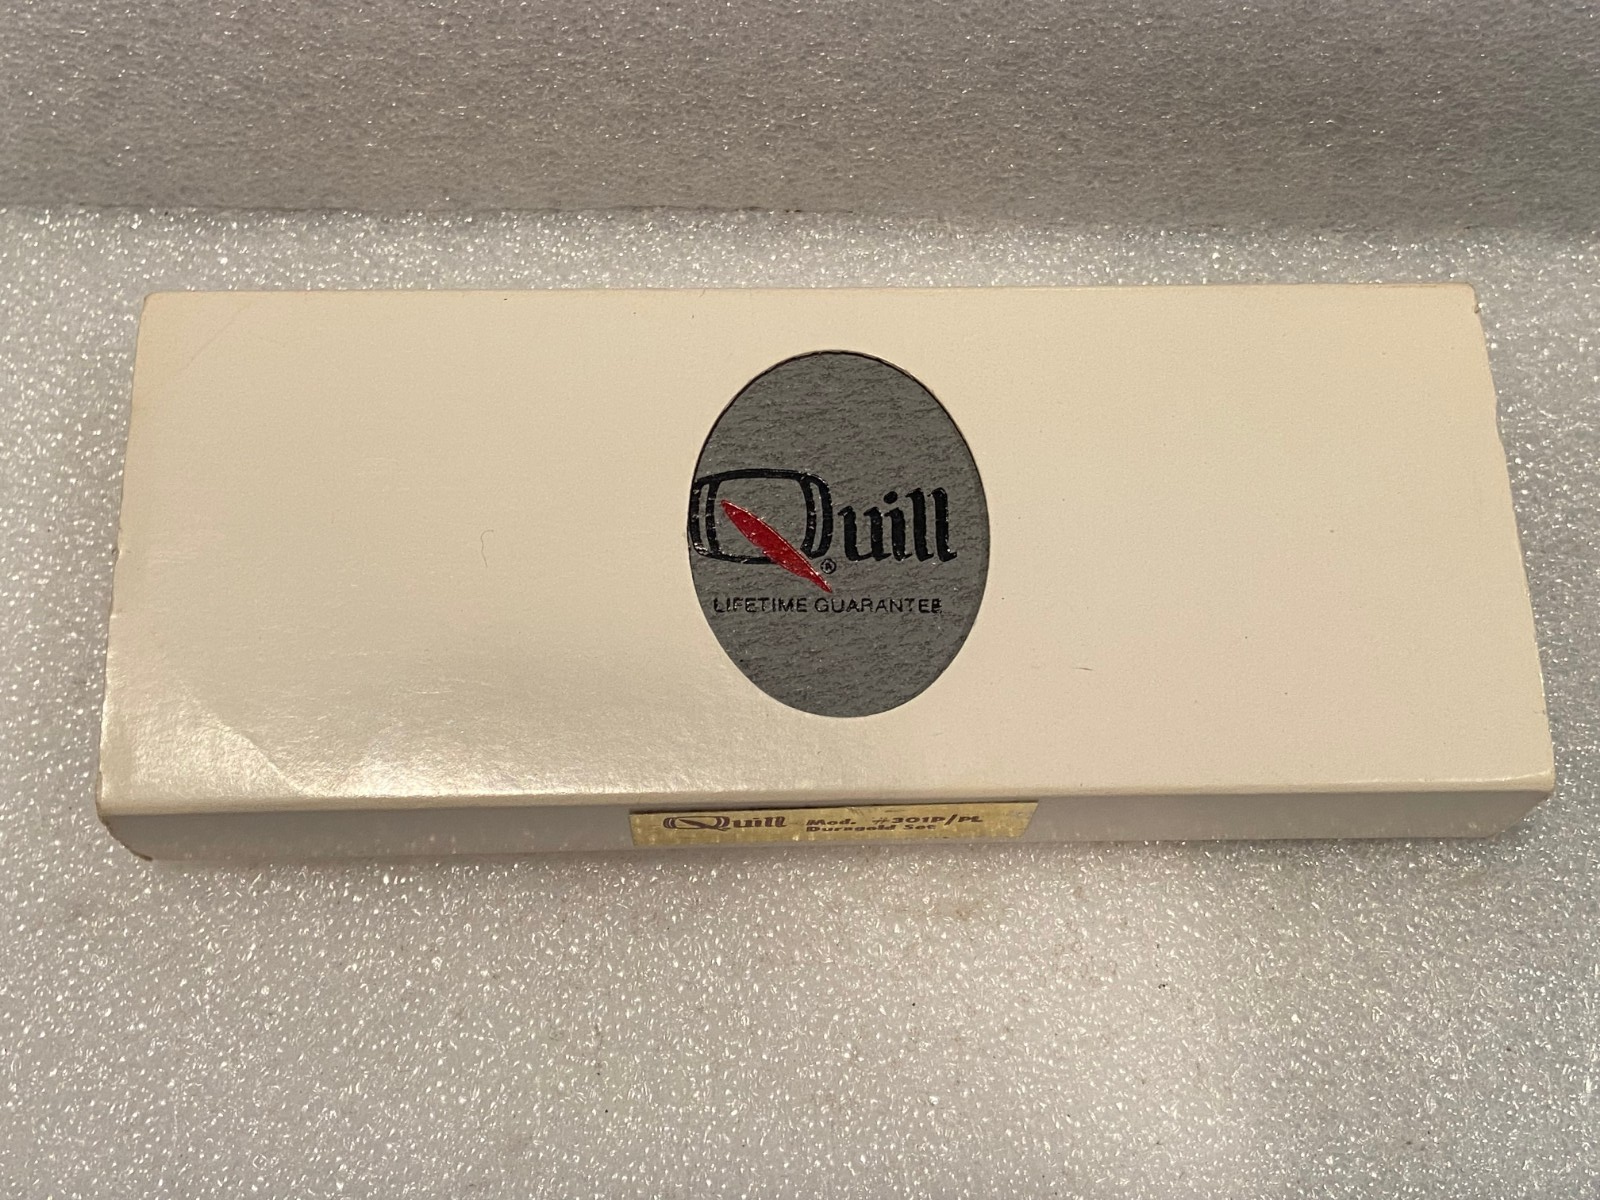 Quill®
LIFETIME GUARANTEE
Quill Mod. #301P/PL
Duragold Set